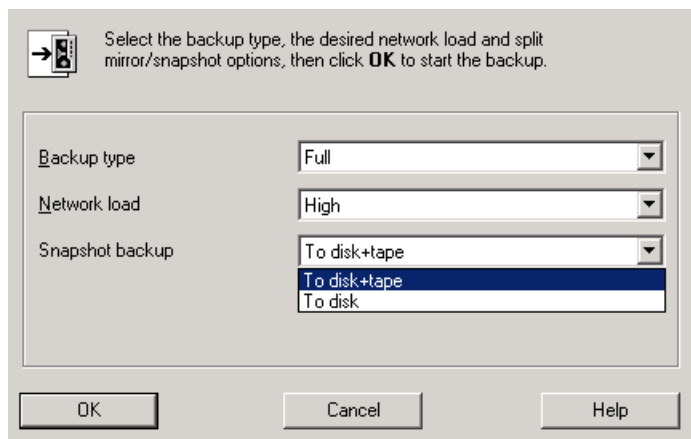 Select the backup type, the desired network load and split
mirror/snapshot options, then click OK to start the backup.
Backup type
Full
Network load
High
Snapshot backup
To disk+tape
To disk+tape
To disk
OK
Cancel
Help